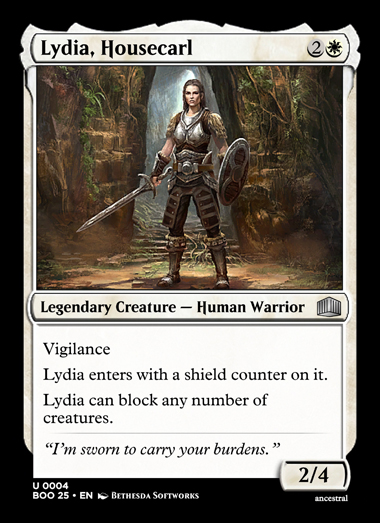 Lydia, Housecarl 2
Legendary Creature — Human Warrior
Vigilance
Lydia enters with a shield counter on it.
Lydia can block any number of
creatures.
“I’m sworn to carry your burdens.”
2/4
U 0004
BOO 25 • EN Bethesda Softworks
ancestral